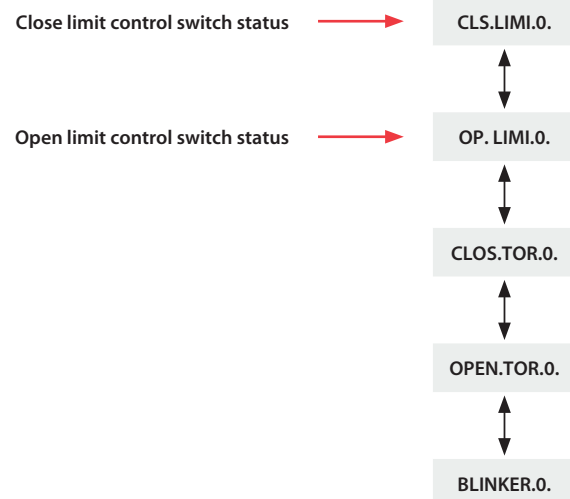 Close limit control switch status CLS.LIMI.0.
Open limit control switch status OP. LIMI.0.
CLOS.TOR.0.
OPEN.TOR.0.
BLINKER.0.